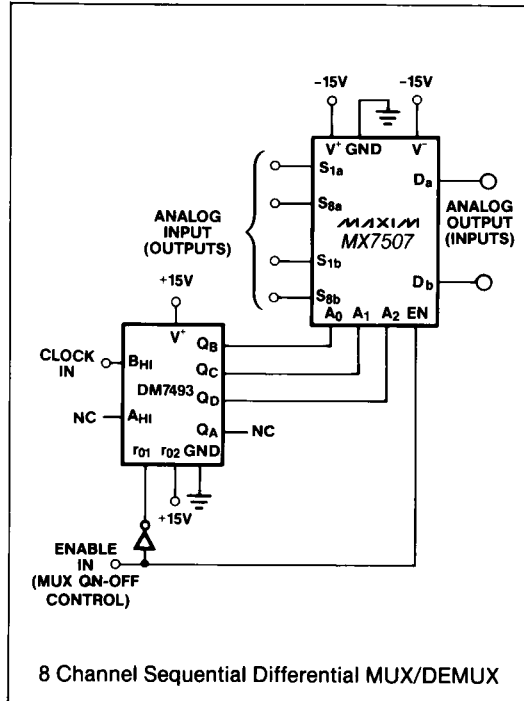 -15V
-15V
V+ GND V-
S1a
S8a
S1b
S8b
ANALOG
INPUT
(OUTPUTS)
MAXIM
MX7507
Da
Db
ANALOG
OUTPUT
(INPUTS)
A0 A1 A2 EN
+15V
V+
CLOCK
IN
BHI
DM7493
NC
AHI
QB
QC
QD
QA
NC
r01 r02 GND
+15V
ENABLE
IN
(MUX ON-OFF
CONTROL)
8 Channel Sequential Differential MUX/DEMUX